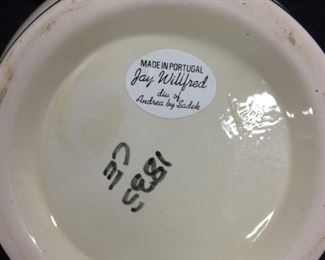 MADE IN PORTUGAL
Jay Willfred
div. of
Andrea by Sadek